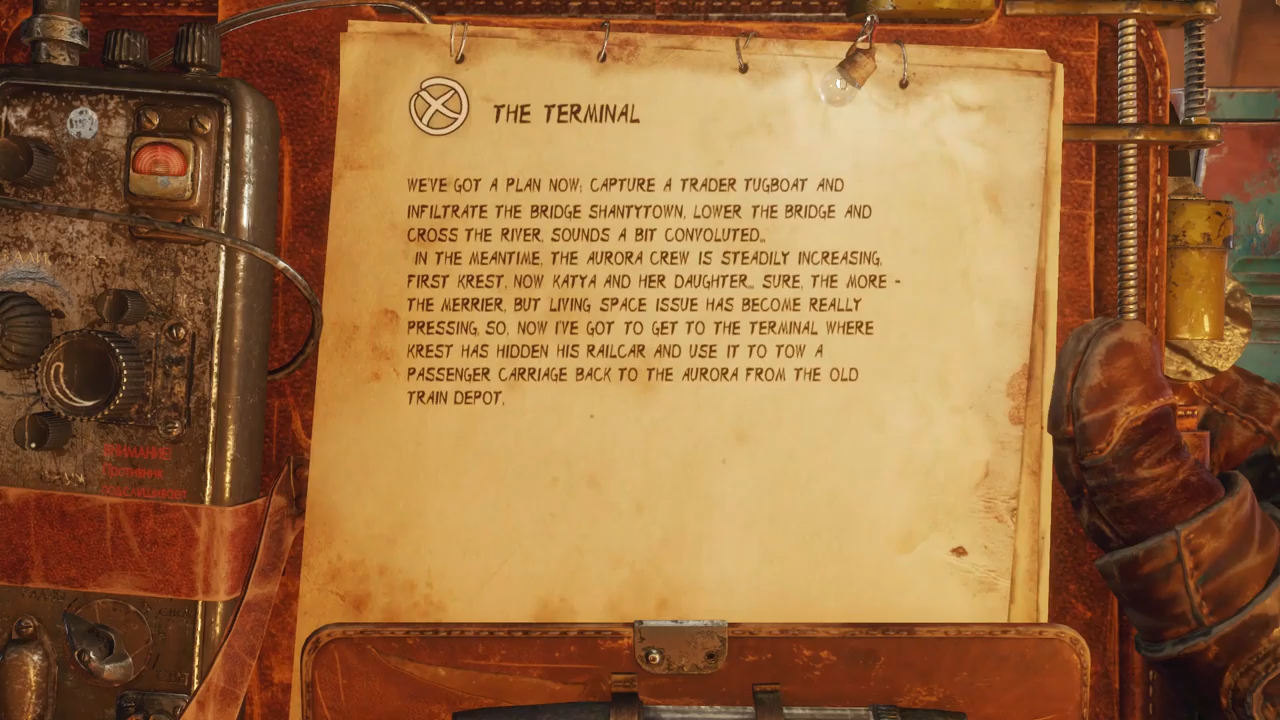 THE TERMINAL
WE'VE GOT A PLAN NOW: CAPTURE A TRADER TUGBOAT AND
INFILTRATE THE BRIDGE SHANTYTOWN, LOWER THE BRIDGE AND
CROSS THE RIVER. SOUNDS A BIT CONVOLUTED...
IN THE MEANTIME, THE AURORA CREW IS STEADILY INCREASING.
FIRST KREST, NOW KATYA AND HER DAUGHTER... SURE, THE MORE -
THE MERRIER, BUT LIVING SPACE ISSUE HAS BECOME REALLY
PRESSING. SO, NOW I'VE GOT TO GET TO THE TERMINAL WHERE
KREST HAS HIDDEN HIS RAILCAR AND USE IT TO TOW A
PASSENGER CARRIAGE BACK TO THE AURORA FROM THE OLD
TRAIN DEPOT.
ВНИМАНИЕ!
Противник